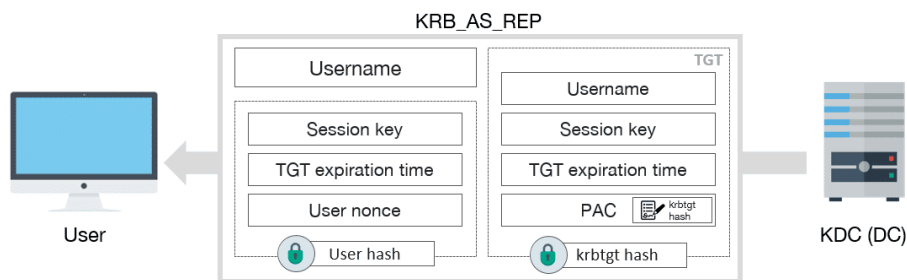 KRB_AS_REP
Username
Session key
TGT expiration time
User nonce
User hash
TGT
Username
Session key
TGT expiration time
PAC
krbtgt
hash
krbtgt hash
User
KDC (DC)